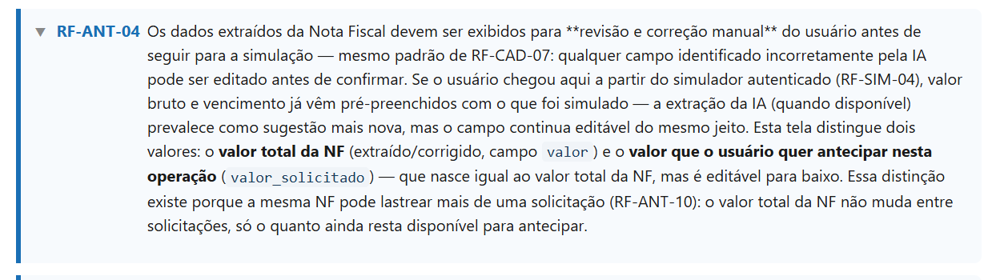 ▼ RF-ANT-04 Os dados extraídos da Nota Fiscal devem ser exibidos para **revisão e correção manual** do usuário antes de
seguir para a simulação — mesmo padrão de RF-CAD-07: qualquer campo identificado incorretamente pela IA
pode ser editado antes de confirmar. Se o usuário chegou aqui a partir do simulador autenticado (RF-SIM-04), valor
bruto e vencimento já vêm pré-preenchidos com o que foi simulado — a extração da IA (quando disponível)
prevalece como sugestão mais nova, mas o campo continua editável do mesmo jeito. Esta tela distingue dois
valores: o valor total da NF (extraído/corrigido, campo valor) e o valor que o usuário quer antecipar nesta
operação (valor_solicitado) — que nasce igual ao valor total da NF, mas é editável para baixo. Essa distinção
existe porque a mesma NF pode lastrear mais de uma solicitação (RF-ANT-10): o valor total da NF não muda entre
solicitações, só o quanto ainda resta disponível para antecipar.